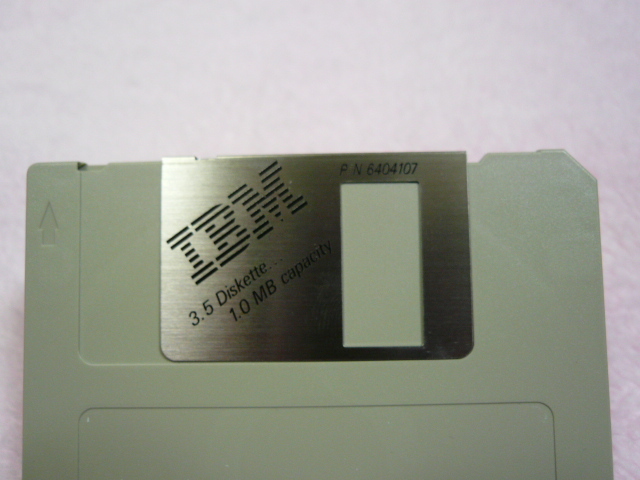 P N 6404107
IBM
3.5 Diskette...
1.0 MB capacity